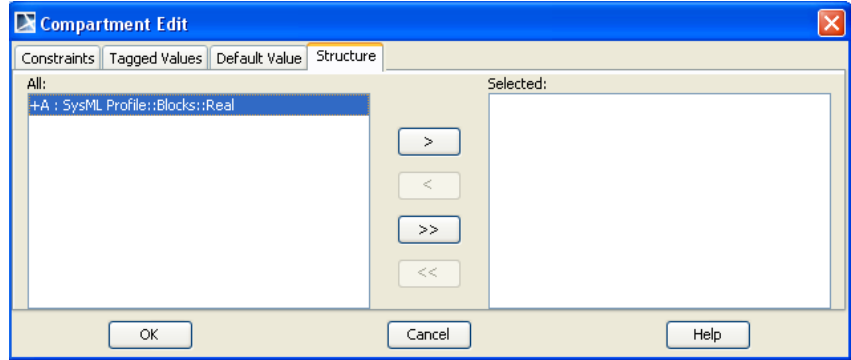 Compartment Edit
Constraints Tagged Values Default Value Structure
All: Selected:
+A : SysML Profile::Blocks::Real
>
<
>>
<<
OK Cancel Help